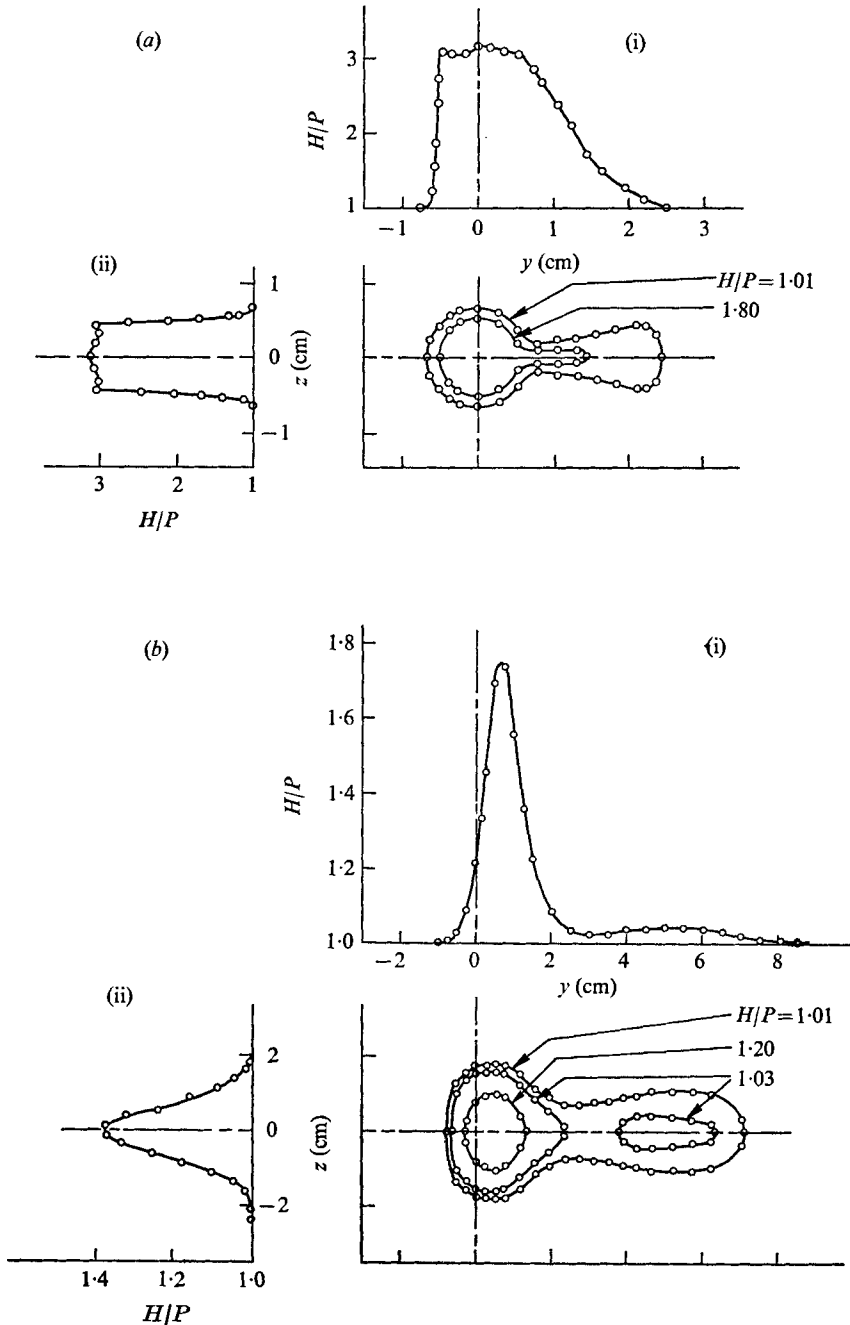 (a)
(i)
H/P
3
2
1
−1 0 1 2 3
y (cm)
(ii)
H/P=1·01
1·80
1
0
−1
z (cm)
3 2 1
H/P
(b)
(i)
H/P
1·8
1·6
1·4
1·2
1·0
−2 0 2 4 6 8
y (cm)
(ii)
H/P=1·01
1·20
1·03
2
0
−2
z (cm)
1·4 1·2 1·0
H/P